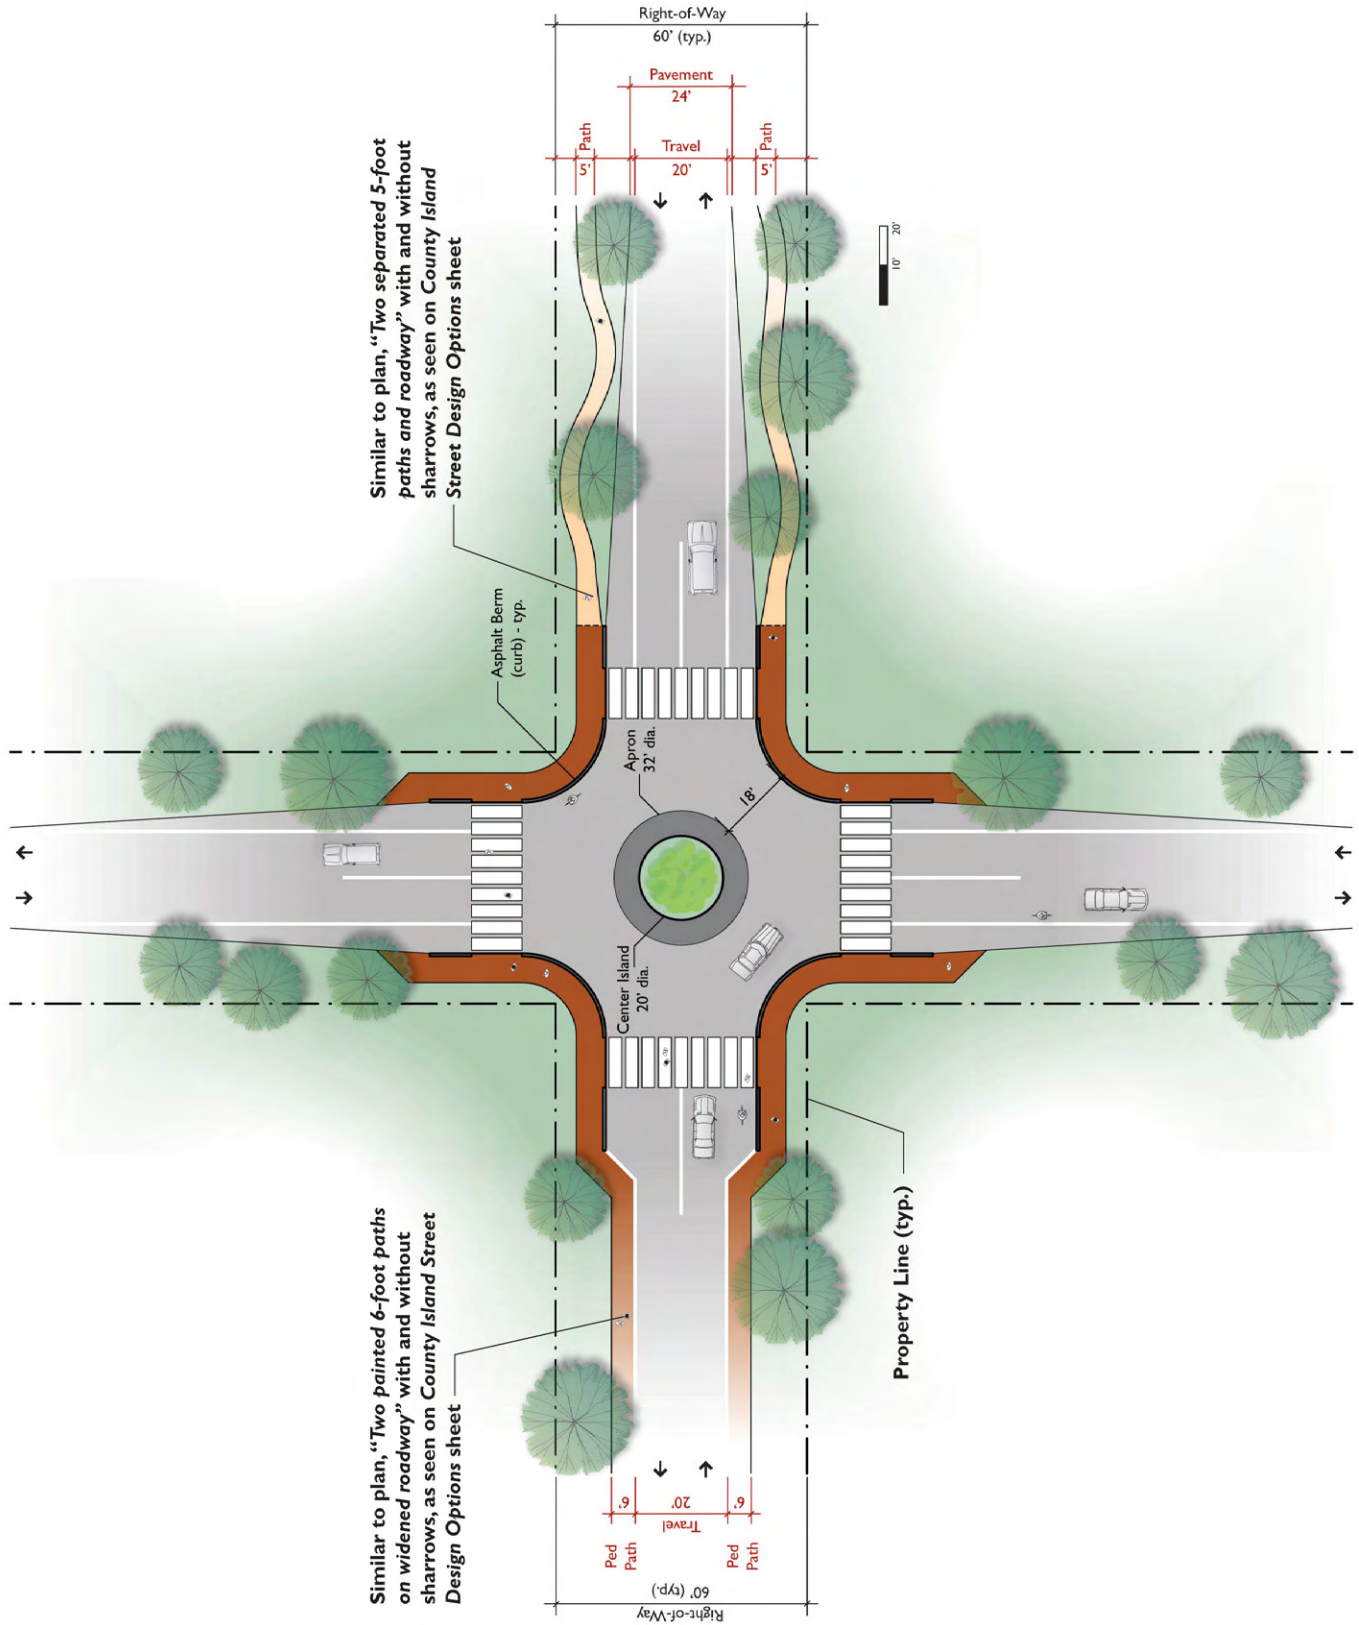 Right-of-Way
60' (typ.)
Pavement
24'
Path
Travel
Path
5'
20'
5'
Similar to plan, “Two separated 5-foot
paths and roadway” with and without
sharrows, as seen on County Island
Street Design Options sheet
20'
10'
Asphalt Berm
(curb) - typ.
Apron
32' dia.
18'
Center Island
20' dia.
Similar to plan, “Two painted 6-foot paths
on widened roadway” with and without
sharrows, as seen on County Island Street
Design Options sheet
Property Line (typ.)
6'
20'
6'
Travel
Ped
Path
Ped
Path
60' (typ.)
Right-of-Way